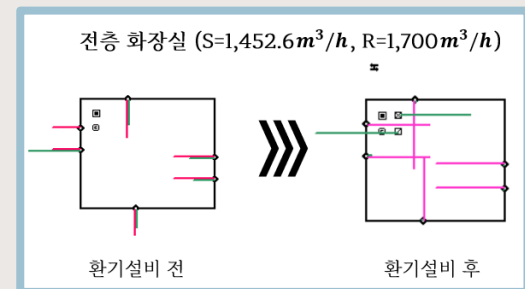 전층 화장실 (S=1,452.6m³/h, R=1,700m³/h)
≒
환기설비 전
환기설비 후